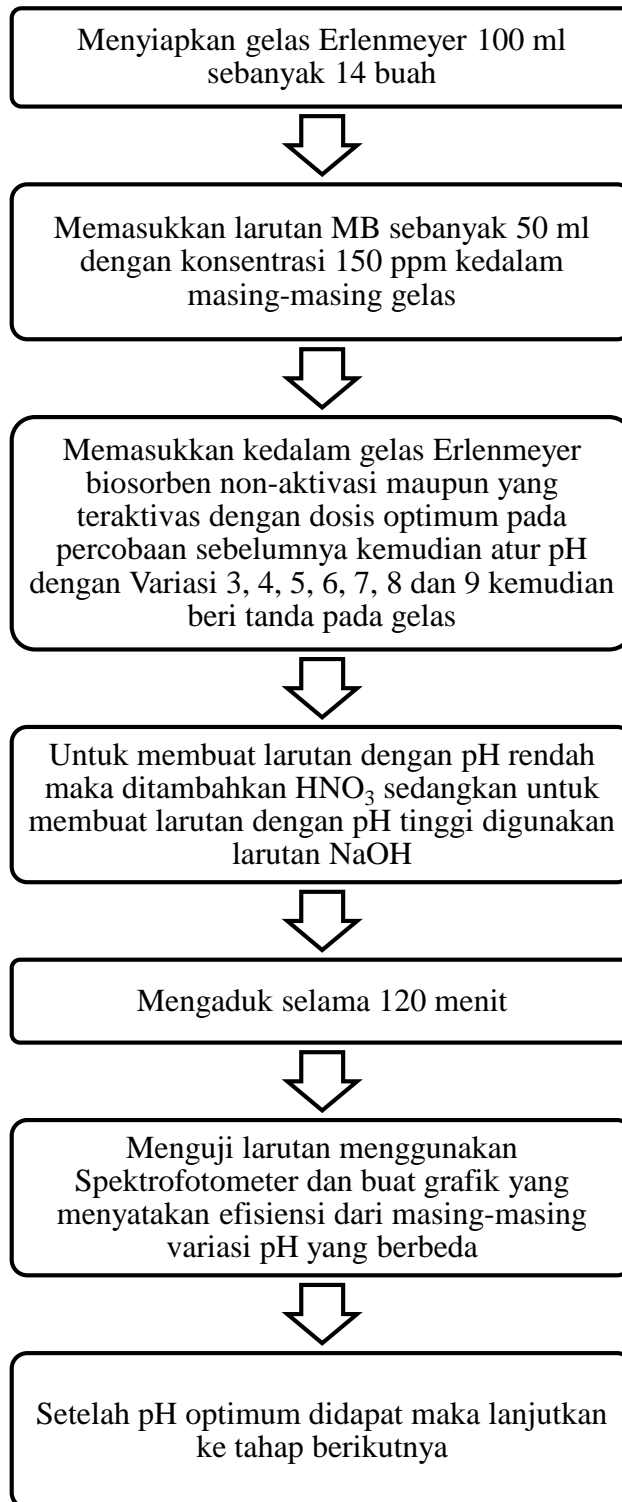 Menyiapkan gelas Erlenmeyer 100 ml
sebanyak 14 buah
Memasukkan larutan MB sebanyak 50 ml
dengan konsentrasi 150 ppm kedalam
masing-masing gelas
Memasukkan kedalam gelas Erlenmeyer
biosorben non-aktivasi maupun yang
teraktivas dengan dosis optimum pada
percobaan sebelumnya kemudian atur pH
dengan Variasi 3, 4, 5, 6, 7, 8 dan 9 kemudian
beri tanda pada gelas
Untuk membuat larutan dengan pH rendah
maka ditambahkan HNO₃ sedangkan untuk
membuat larutan dengan pH tinggi digunakan
larutan NaOH
Mengaduk selama 120 menit
Menguji larutan menggunakan
Spektrofotometer dan buat grafik yang
menyatakan efisiensi dari masing-masing
variasi pH yang berbeda
Setelah pH optimum didapat maka lanjutkan
ke tahap berikutnya